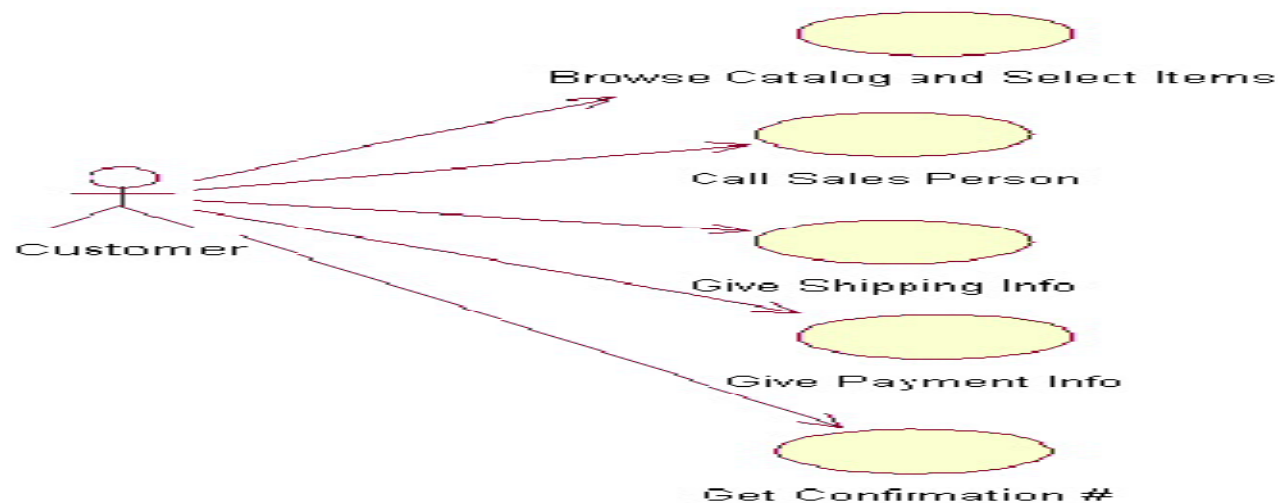 Browse Catalog and Select Items
Call Sales Person
Customer
Give Shipping Info
Give Payment Info
Get Confirmation #